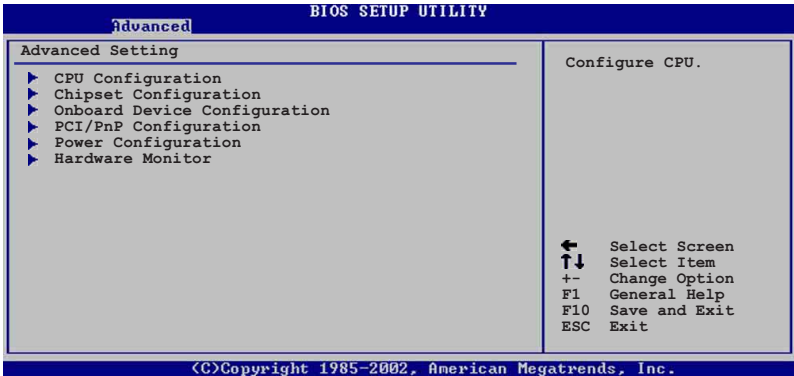 BIOS SETUP UTILITY
Advanced
Advanced Setting
CPU Configuration
Chipset Configuration
Onboard Device Configuration
PCI/PnP Configuration
Power Configuration
Hardware Monitor
Configure CPU.
← Select Screen
↑↓ Select Item
+- Change Option
F1 General Help
F10 Save and Exit
ESC Exit
(C)Copyright 1985-2002, American Megatrends, Inc.